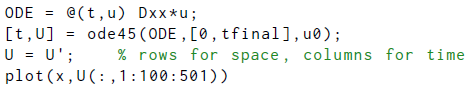 ODE = @(t,u) Dxx*u;
[t,U] = ode45(ODE,[0,tfinal],u0);
U = U';    % rows for space, columns for time
plot(x,U(:,1:100:501))